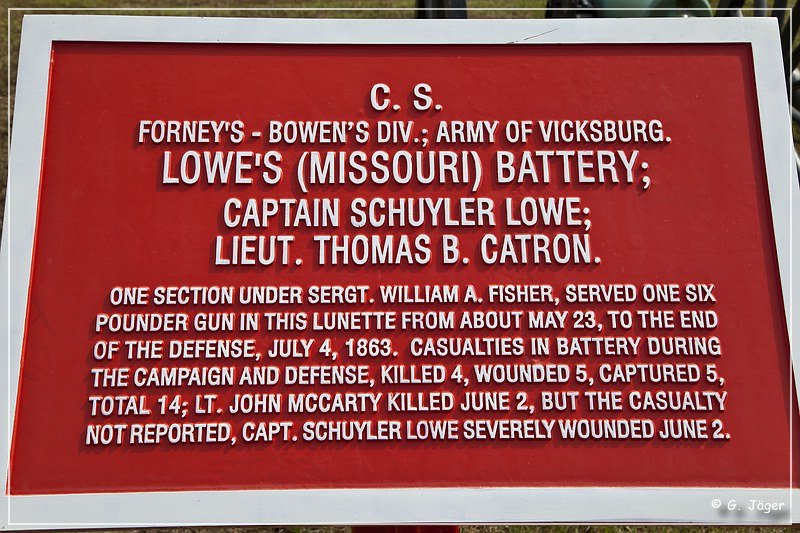 C. S.
FORNEY'S - BOWEN'S DIV.; ARMY OF VICKSBURG.
LOWE'S (MISSOURI) BATTERY;
CAPTAIN SCHUYLER LOWE;
LIEUT. THOMAS B. CATRON.
ONE SECTION UNDER SERGT. WILLIAM A. FISHER, SERVED ONE SIX
POUNDER GUN IN THIS LUNETTE FROM ABOUT MAY 23, TO THE END
OF THE DEFENSE, JULY 4, 1863. CASUALTIES IN BATTERY DURING
THE CAMPAIGN AND DEFENSE, KILLED 4, WOUNDED 5, CAPTURED 5,
TOTAL 14; LT. JOHN MCCARTY KILLED JUNE 2, BUT THE CASUALTY
NOT REPORTED, CAPT. SCHUYLER LOWE SEVERELY WOUNDED JUNE 2.
© G. Jäger